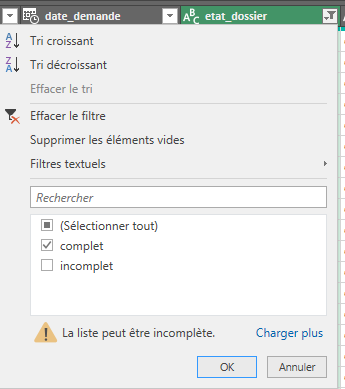 date_demande
ABC etat_dossier
Tri croissant
Tri décroissant
Effacer le tri
Effacer le filtre
Supprimer les éléments vides
Filtres textuels
Rechercher
(Sélectionner tout)
complet
incomplet
La liste peut être incomplète. Charger plus
OK Annuler